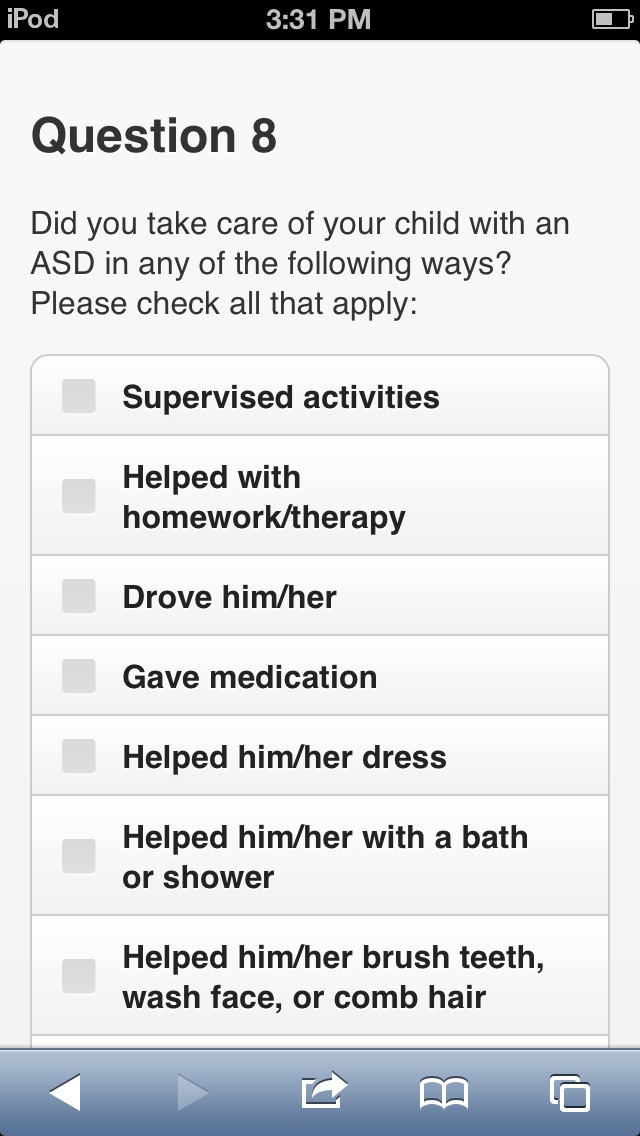 iPod 3:31 PM
Question 8
Did you take care of your child with an
ASD in any of the following ways?
Please check all that apply:
Supervised activities
Helped with
homework/therapy
Drove him/her
Gave medication
Helped him/her dress
Helped him/her with a bath
or shower
Helped him/her brush teeth,
wash face, or comb hair